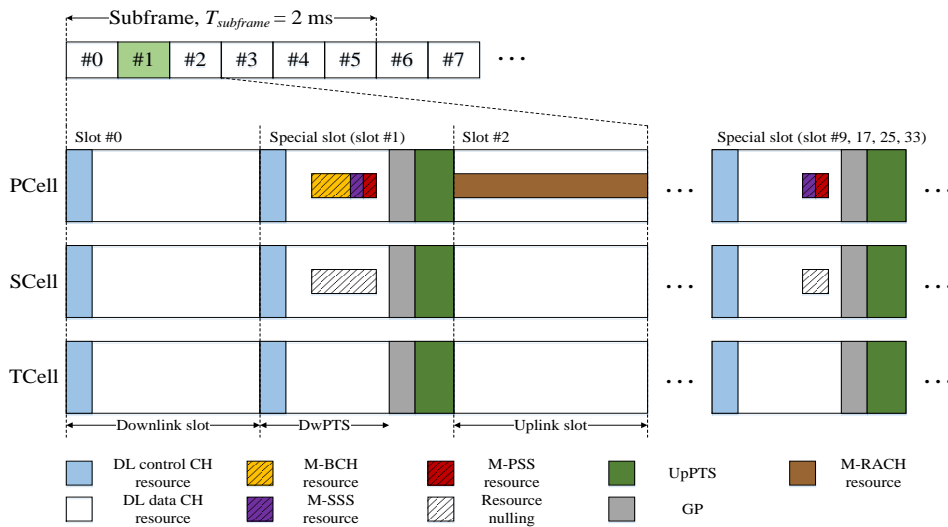 Subframe, Tsubframe = 2 ms
#0 #1 #2 #3 #4 #5 #6 #7 ...
Slot #0 Special slot (slot #1) Slot #2 Special slot (slot #9, 17, 25, 33)
PCell ... ...
SCell ... ...
TCell ... ...
Downlink slot DwPTS Uplink slot
DL control CH
resource
M-BCH
resource
M-PSS
resource
UpPTS
M-RACH
resource
DL data CH
resource
M-SSS
resource
Resource
nulling
GP